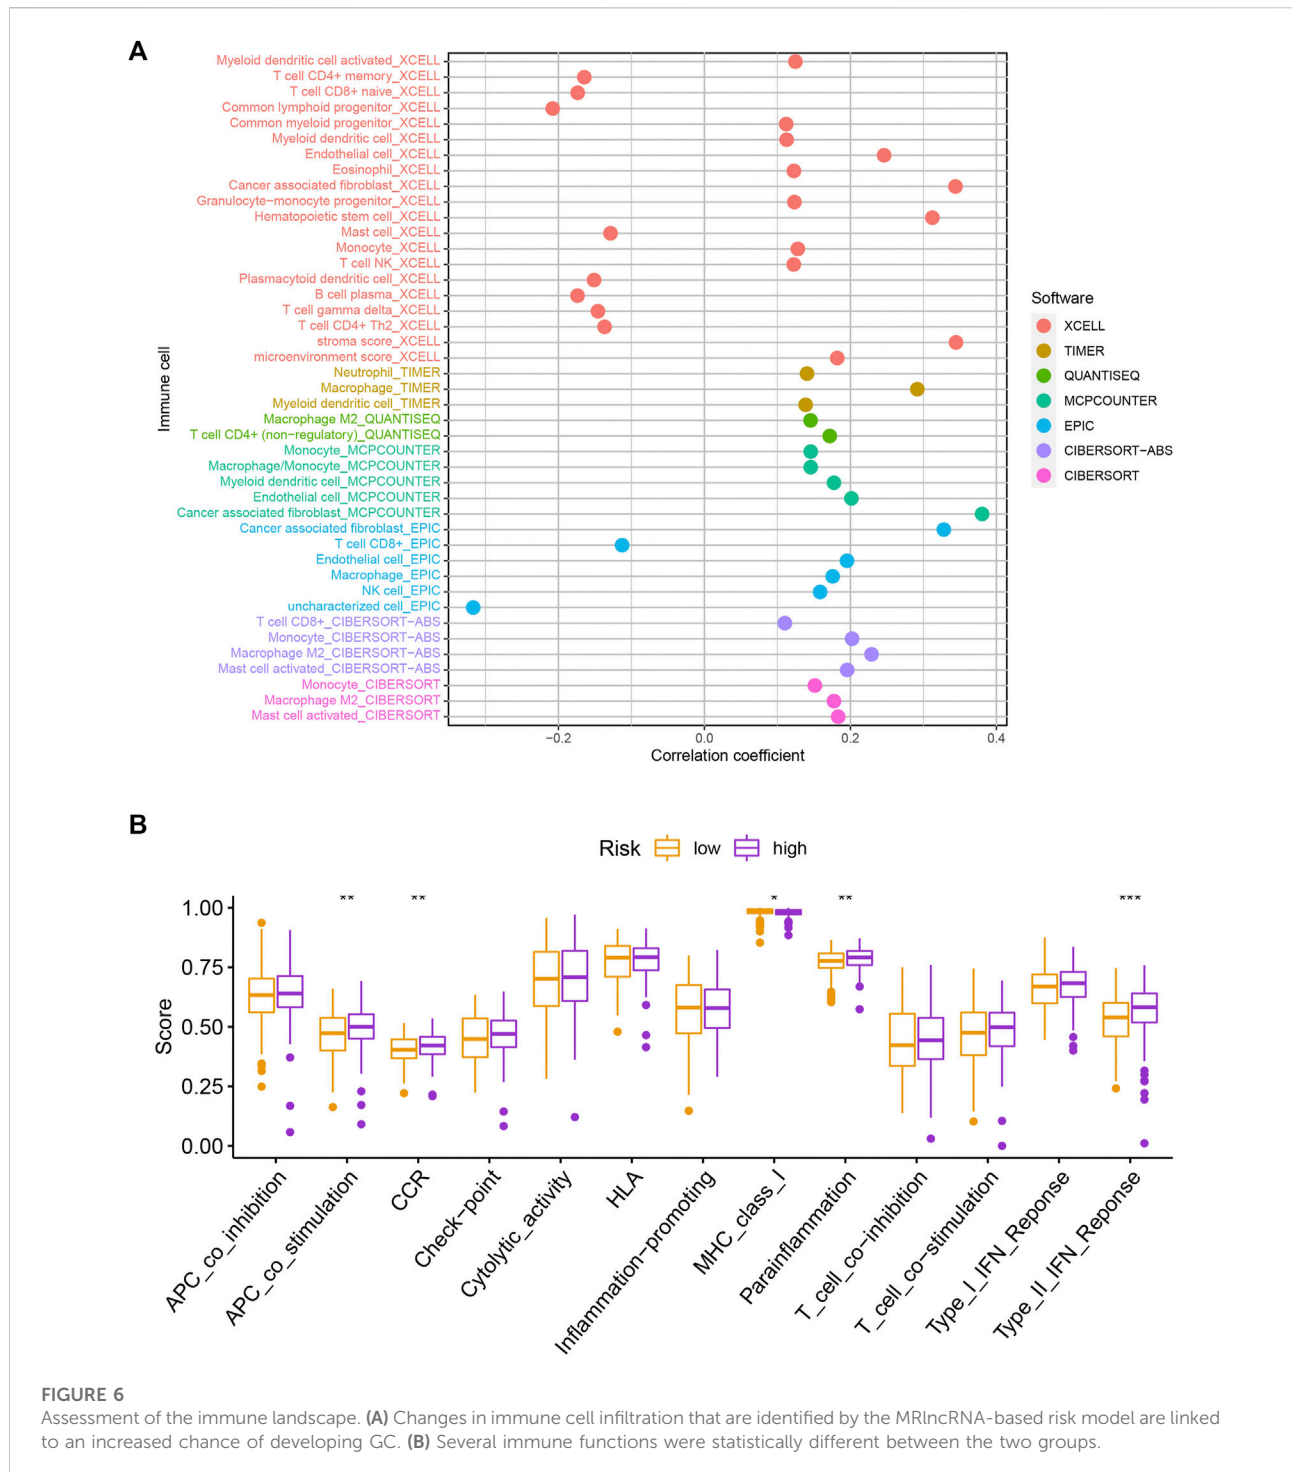 A
Myeloid dendritic cell activated_XCELL
T cell CD4+ memory_XCELL
T cell CD8+ naive_XCELL
Common lymphoid progenitor_XCELL
Common myeloid progenitor_XCELL
Myeloid dendritic cell_XCELL
Endothelial cell_XCELL
Eosinophil_XCELL
Cancer associated fibroblast_XCELL
Granulocyte−monocyte progenitor_XCELL
Hematopoietic stem cell_XCELL
Mast cell_XCELL
Monocyte_XCELL
T cell NK_XCELL
Plasmacytoid dendritic cell_XCELL
B cell plasma_XCELL
T cell gamma delta_XCELL
T cell CD4+ Th2_XCELL
stroma score_XCELL
microenvironment score_XCELL
Neutrophil_TIMER
Macrophage_TIMER
Myeloid dendritic cell_TIMER
Macrophage M2_QUANTISEQ
T cell CD4+ (non−regulatory)_QUANTISEQ
Monocyte_MCPCOUNTER
Macrophage/Monocyte_MCPCOUNTER
Myeloid dendritic cell_MCPCOUNTER
Endothelial cell_MCPCOUNTER
Cancer associated fibroblast_MCPCOUNTER
Cancer associated fibroblast_EPIC
T cell CD8+_EPIC
Endothelial cell_EPIC
Macrophage_EPIC
NK cell_EPIC
uncharacterized cell_EPIC
T cell CD8+_CIBERSORT−ABS
Monocyte_CIBERSORT−ABS
Macrophage M2_CIBERSORT−ABS
Mast cell activated_CIBERSORT−ABS
Monocyte_CIBERSORT
Macrophage M2_CIBERSORT
Mast cell activated_CIBERSORT
Immune cell
−0.2 0.0 0.2 0.4
Correlation coefficient
Software
XCELL
TIMER
QUANTISEQ
MCPCOUNTER
EPIC
CIBERSORT−ABS
CIBERSORT
B
Risk low high
** ** * ** ***
1.00
0.75
0.50
0.25
0.00
Score
APC_co_inhibition
APC_co_stimulation
CCR
Check−point
Cytolytic_activity
HLA
Inflammation−promoting
MHC_class_I
Parainflammation
T_cell_co−inhibition
T_cell_co−stimulation
Type_I_IFN_Reponse
Type_II_IFN_Reponse
FIGURE 6
Assessment of the immune landscape. (A) Changes in immune cell infiltration that are identified by the MRlncRNA-based risk model are linked
to an increased chance of developing GC. (B) Several immune functions were statistically different between the two groups.